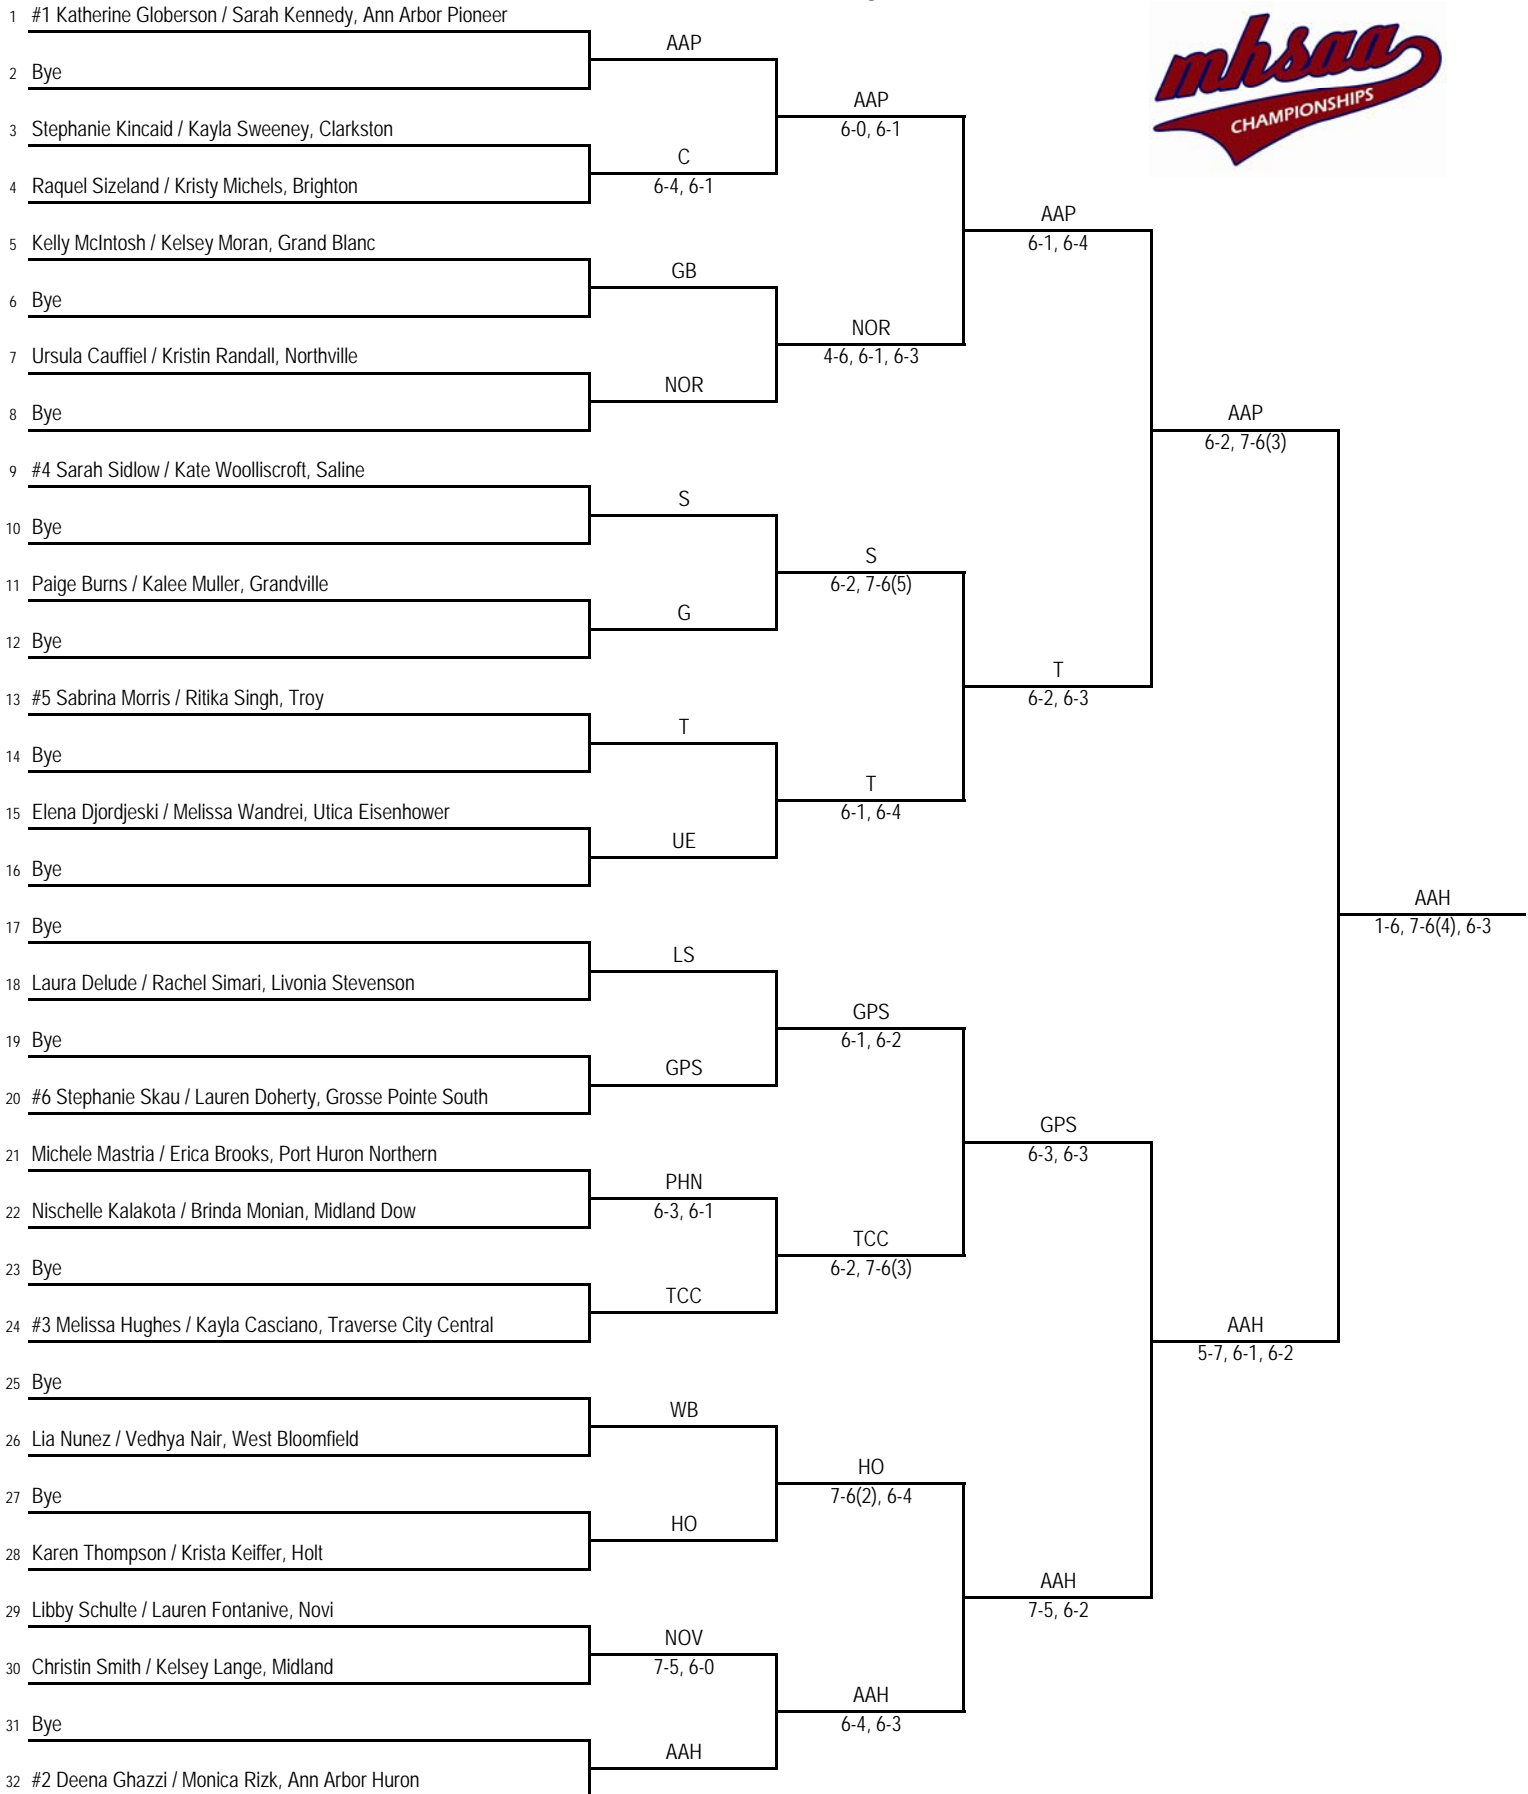 1 #1 Katherine Globerson / Sarah Kennedy, Ann Arbor Pioneer
mhsaa
CHAMPIONSHIPS
AAP
2 Bye
AAP
6-0, 6-1
3 Stephanie Kincaid / Kayla Sweeney, Clarkston
C
6-4, 6-1
4 Raquel Sizeland / Kristy Michels, Brighton
AAP
6-1, 6-4
5 Kelly McIntosh / Kelsey Moran, Grand Blanc
GB
6 Bye
NOR
4-6, 6-1, 6-3
7 Ursula Cauffiel / Kristin Randall, Northville
NOR
8 Bye
AAP
6-2, 7-6(3)
9 #4 Sarah Sidlow / Kate Woolliscroft, Saline
S
10 Bye
S
6-2, 7-6(5)
11 Paige Burns / Kalee Muller, Grandville
G
12 Bye
T
6-2, 6-3
13 #5 Sabrina Morris / Ritika Singh, Troy
T
14 Bye
T
6-1, 6-4
15 Elena Djordjeski / Melissa Wandrei, Utica Eisenhower
UE
16 Bye
AAH
1-6, 7-6(4), 6-3
17 Bye
LS
18 Laura Delude / Rachel Simari, Livonia Stevenson
GPS
6-1, 6-2
19 Bye
GPS
20 #6 Stephanie Skau / Lauren Doherty, Grosse Pointe South
GPS
6-3, 6-3
21 Michele Mastria / Erica Brooks, Port Huron Northern
PHN
6-3, 6-1
22 Nischelle Kalakota / Brinda Monian, Midland Dow
TCC
6-2, 7-6(3)
23 Bye
TCC
24 #3 Melissa Hughes / Kayla Casciano, Traverse City Central
AAH
5-7, 6-1, 6-2
25 Bye
WB
26 Lia Nunez / Vedhya Nair, West Bloomfield
HO
7-6(2), 6-4
27 Bye
HO
28 Karen Thompson / Krista Keiffer, Holt
AAH
7-5, 6-2
29 Libby Schulte / Lauren Fontanive, Novi
NOV
7-5, 6-0
30 Christin Smith / Kelsey Lange, Midland
AAH
6-4, 6-3
31 Bye
AAH
32 #2 Deena Ghazzi / Monica Rizk, Ann Arbor Huron